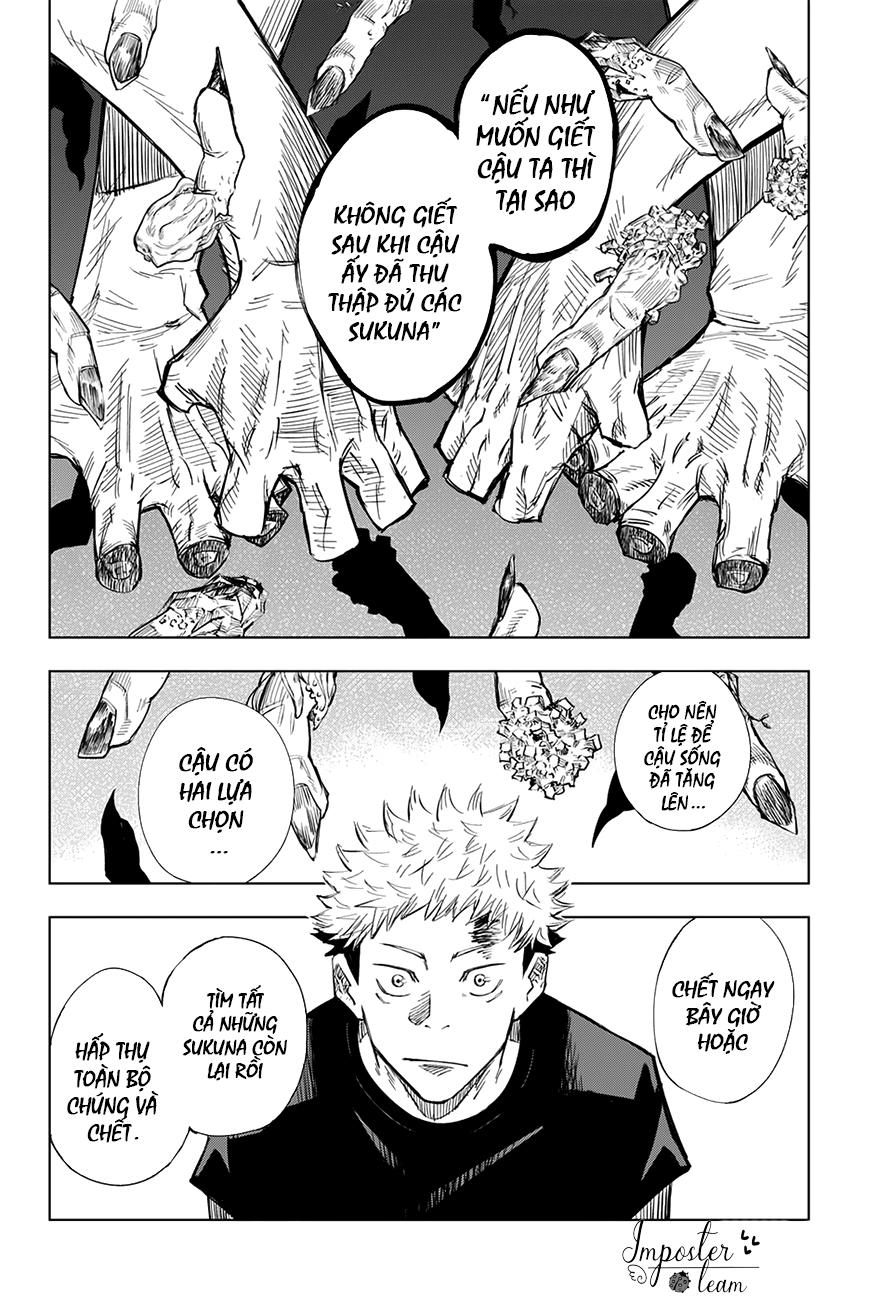 “NẾU NHƯ
MUỐN GIẾT
CẬU TA THÌ
TẠI SAO
KHÔNG GIẾT
SAU KHI CẬU
ẤY ĐÃ THU
THẬP ĐỦ CÁC
SUKUNA”
CHO NÊN
TỈ LỆ ĐỂ
CẬU SỐNG
ĐÃ TĂNG
LÊN ...
CẬU CÓ
HAI LỰA
CHỌN
...
CHẾT NGAY
BÂY GIỜ
HOẶC
TÌM TẤT
CẢ NHỮNG
SUKUNA CÒN
LẠI RỒI
HẤP THỤ
TOÀN BỘ
CHÚNG VÀ
CHẾT.
Imposter
team